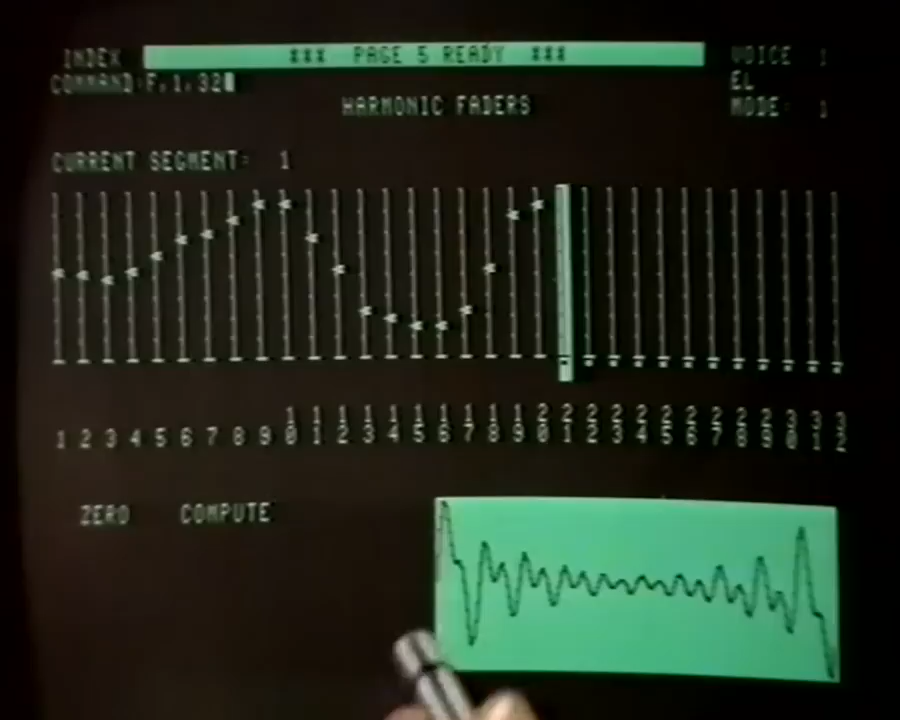 INDEX *** PAGE 5 READY *** VOICE 1
COMMAND:F,1,32 EL
HARMONIC FADERS MODE: 1
CURRENT SEGMENT: 1
1 2 3 4 5 6 7 8 9 10 11 12 13 14 15 16 17 18 19 20 21 22 23 24 25 26 27 28 29 30 31 32
ZERO COMPUTE